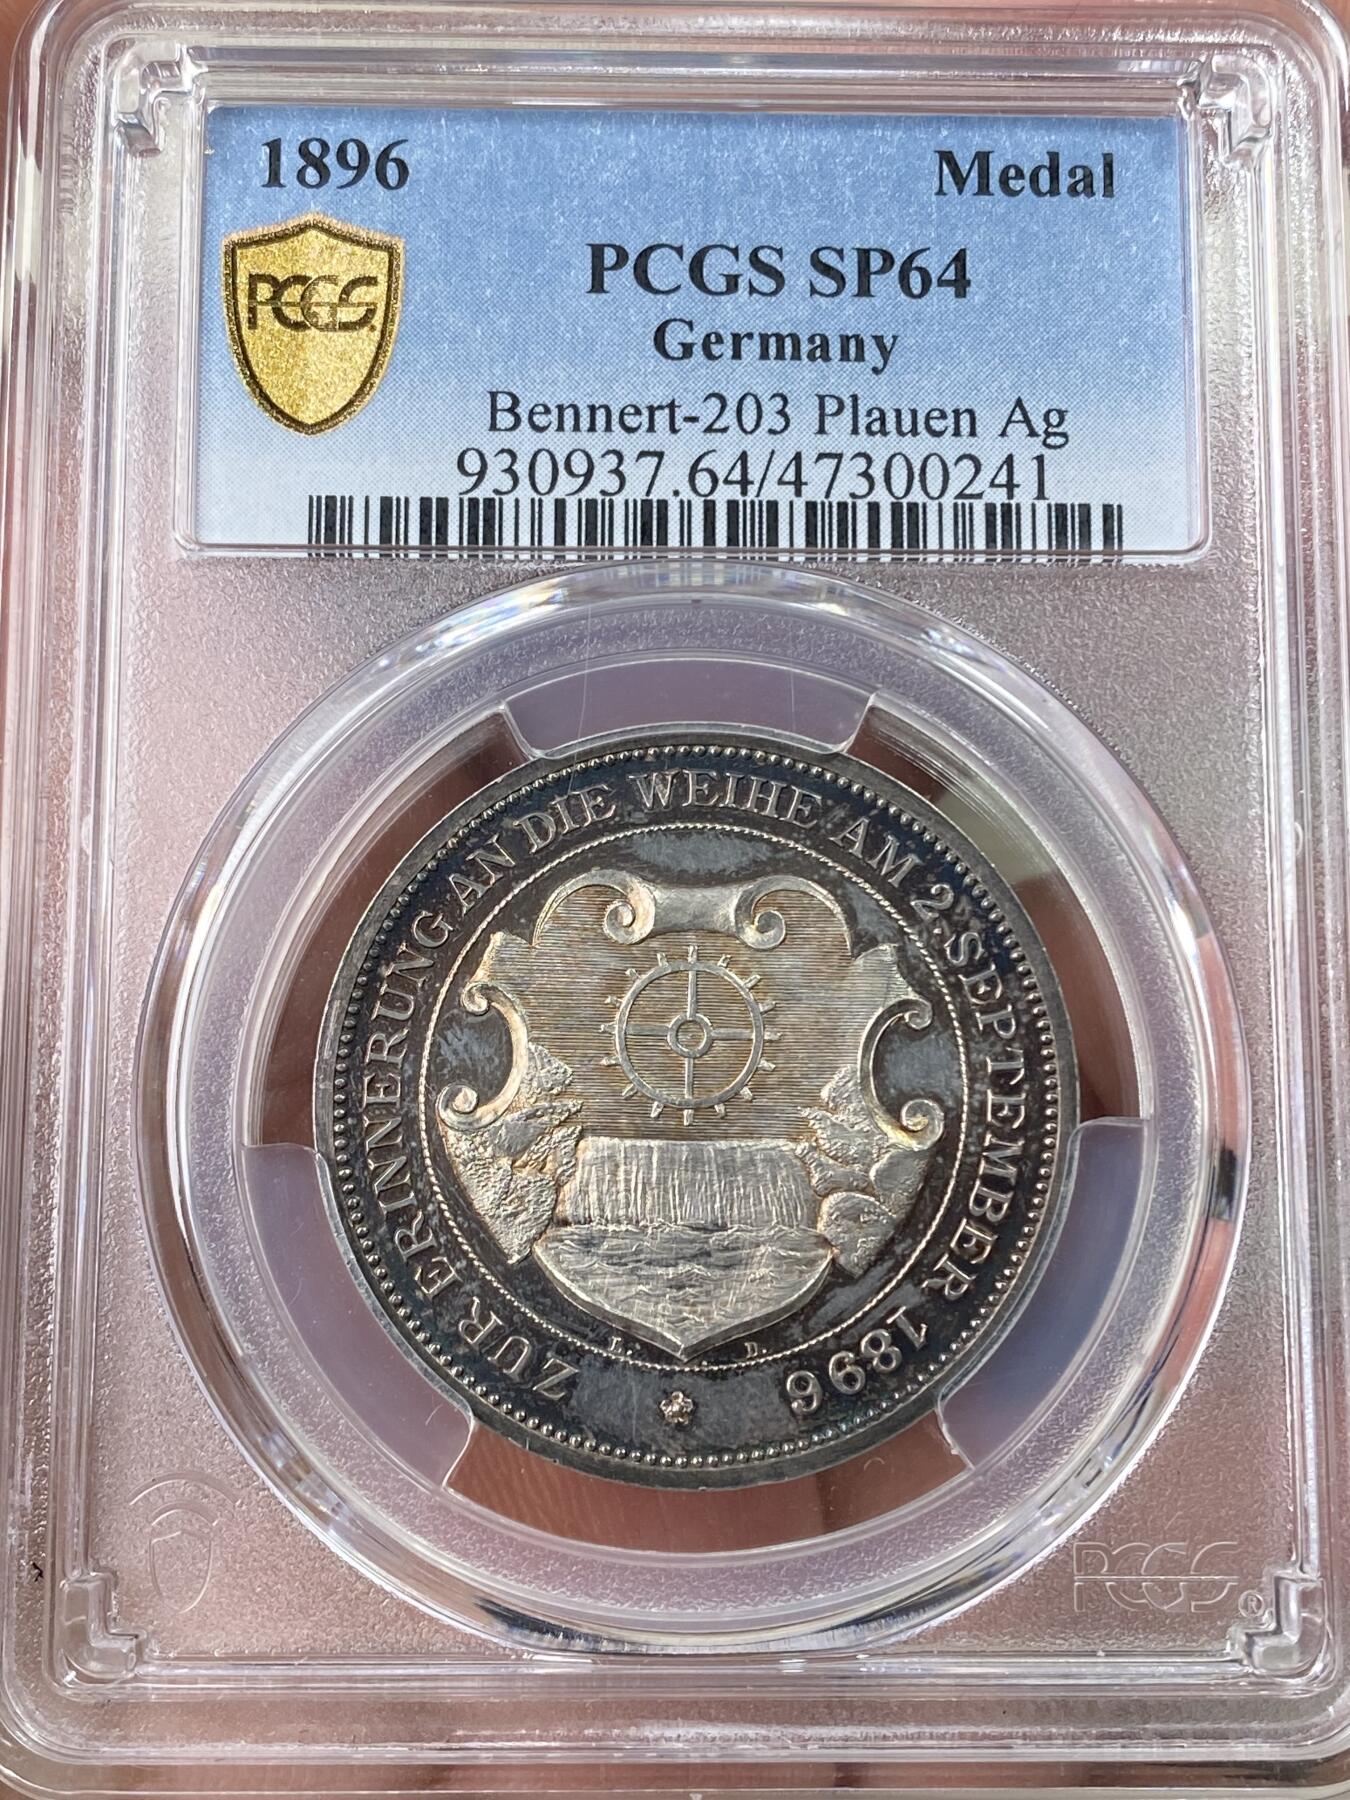 1896
Medal
PCGS
PCGS SP64
Germany
Bennert-203 Plauen Ag
930937.64/47300241
ZUR ERINNERUNG AN DIE WEIHE AM 2. SEPTEMBER 1896
L. B.
PCGS ®